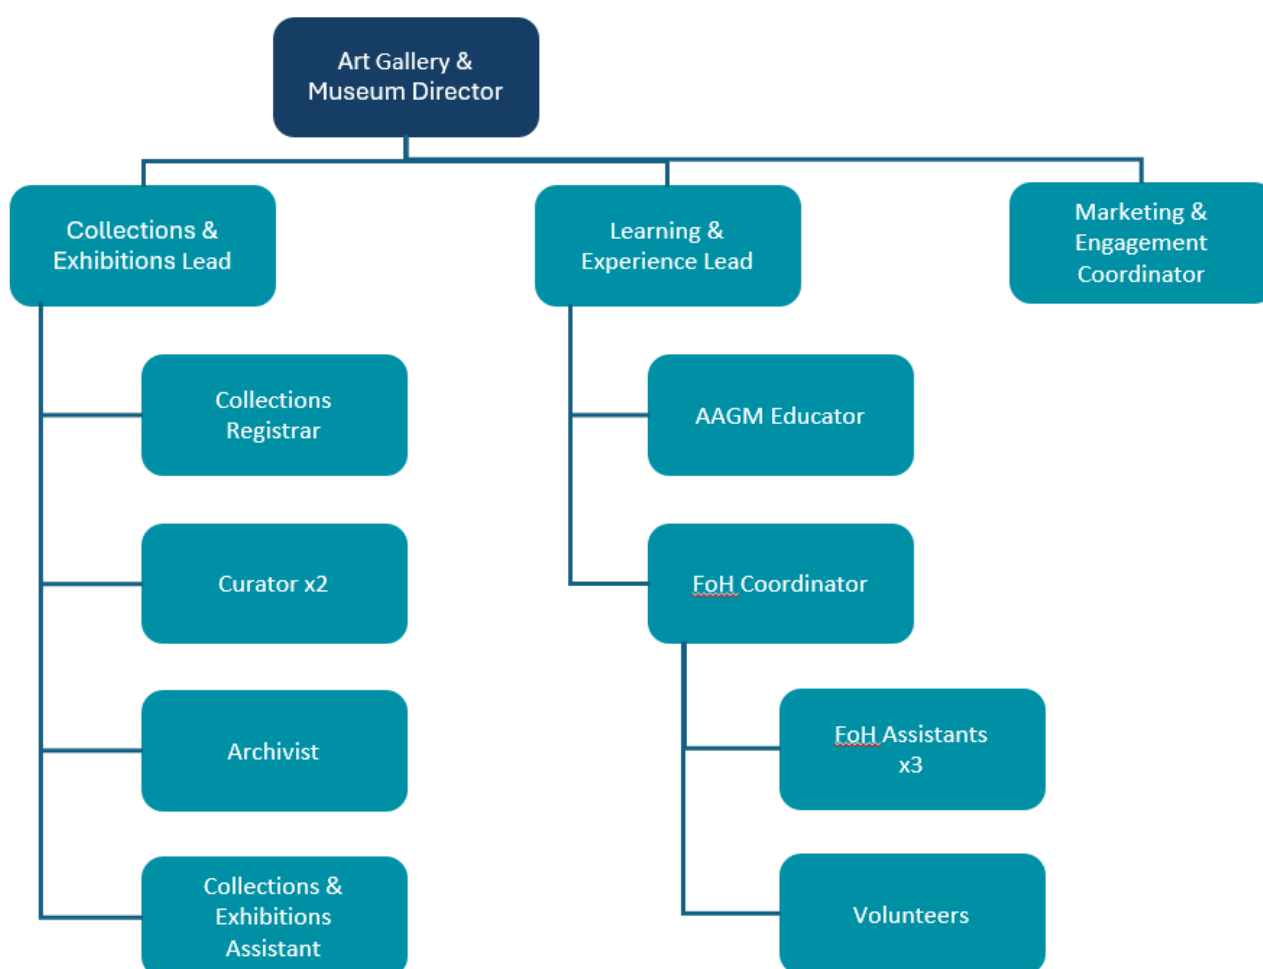 Art Gallery &
Museum Director
Collections &
Exhibitions Lead
Learning &
Experience Lead
Marketing &
Engagement
Coordinator
Collections
Registrar
Curator x2
Archivist
Collections &
Exhibitions
Assistant
AAGM Educator
FoH Coordinator
FoH Assistants
x3
Volunteers